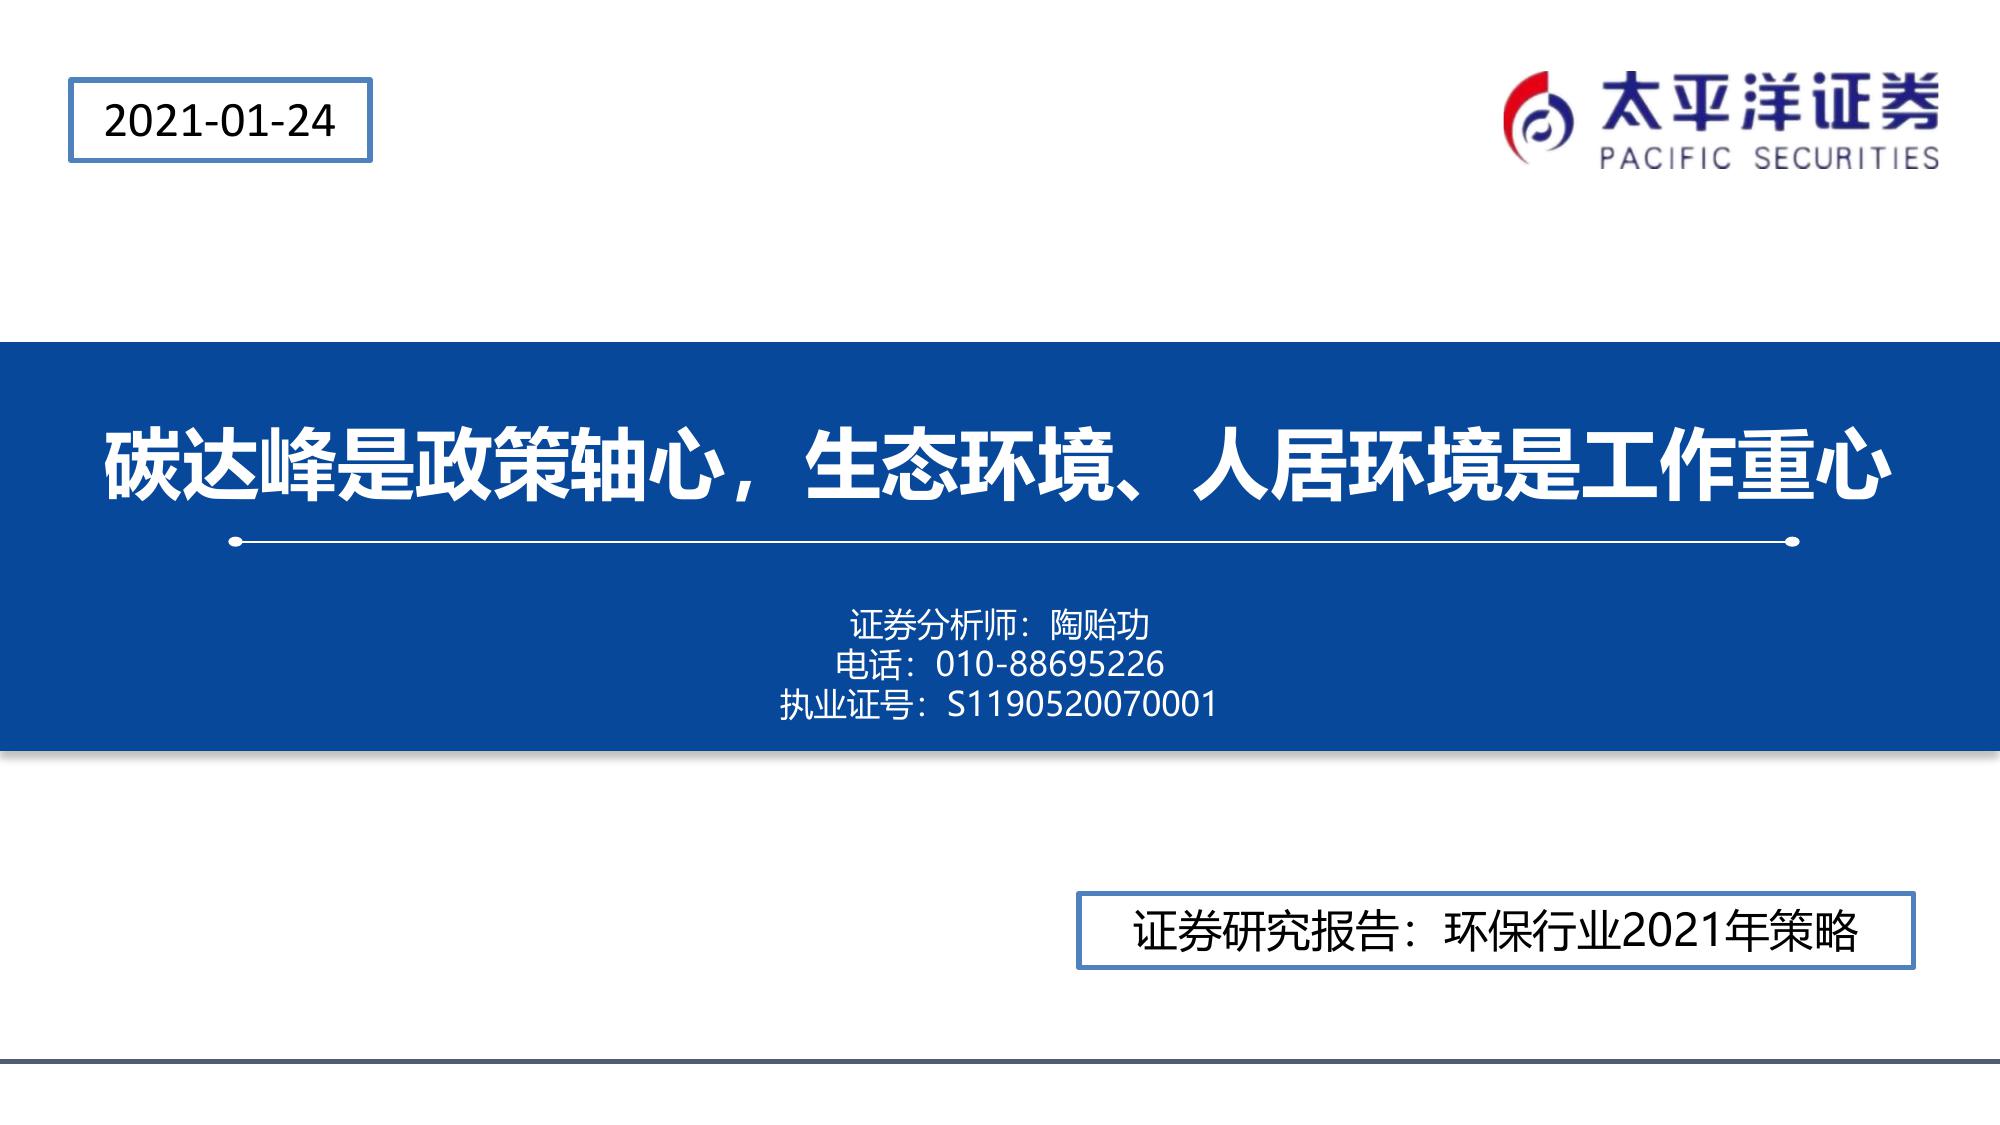 2021-01-24
太平洋证券
PACIFIC SECURITIES
碳达峰是政策轴心，生态环境、人居环境是工作重心
证券分析师：陶贻功
电话：010-88695226
执业证号：S1190520070001
证券研究报告：环保行业2021年策略